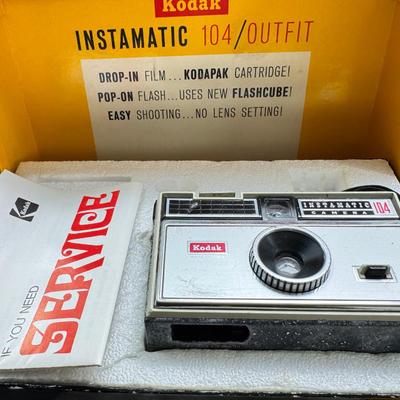 Kodak
INSTAMATIC 104/OUTFIT
DROP-IN FILM...KODAPAK CARTRIDGE!
POP-ON FLASH...USES NEW FLASHCUBE!
EASY SHOOTING...NO LENS SETTING!
Kodak
IF YOU NEED
SERVICE
INSTAMATIC
CAMERA
104
Kodak